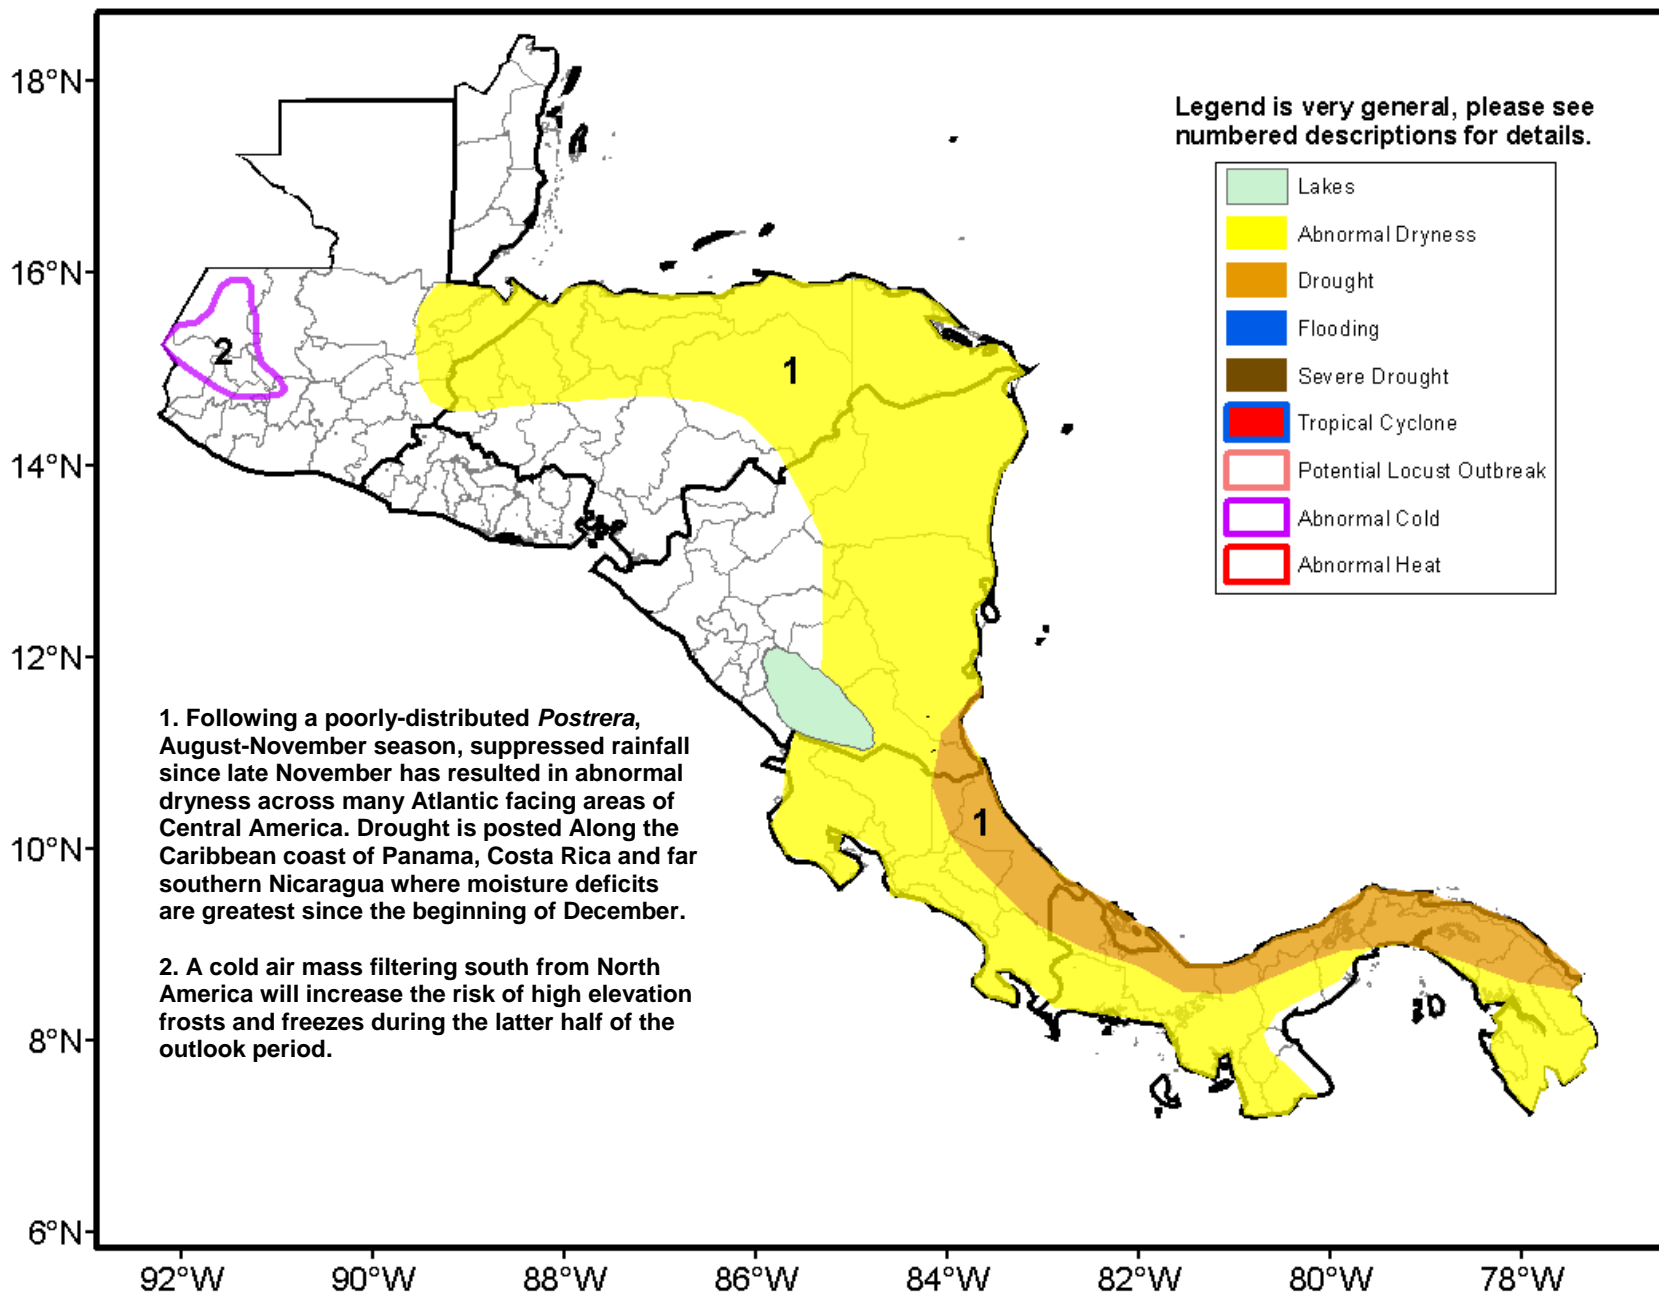 18°N
16°N
14°N
12°N
10°N
8°N
6°N
92°W
90°W
88°W
86°W
84°W
82°W
80°W
78°W
Legend is very general, please see
numbered descriptions for details.
Lakes
Abnormal Dryness
Drought
Flooding
Severe Drought
Tropical Cyclone
Potential Locust Outbreak
Abnormal Cold
Abnormal Heat
2
1
1
1. Following a poorly-distributed Postrera,
August-November season, suppressed rainfall
since late November has resulted in abnormal
dryness across many Atlantic facing areas of
Central America. Drought is posted Along the
Caribbean coast of Panama, Costa Rica and far
southern Nicaragua where moisture deficits
are greatest since the beginning of December.
2. A cold air mass filtering south from North
America will increase the risk of high elevation
frosts and freezes during the latter half of the
outlook period.